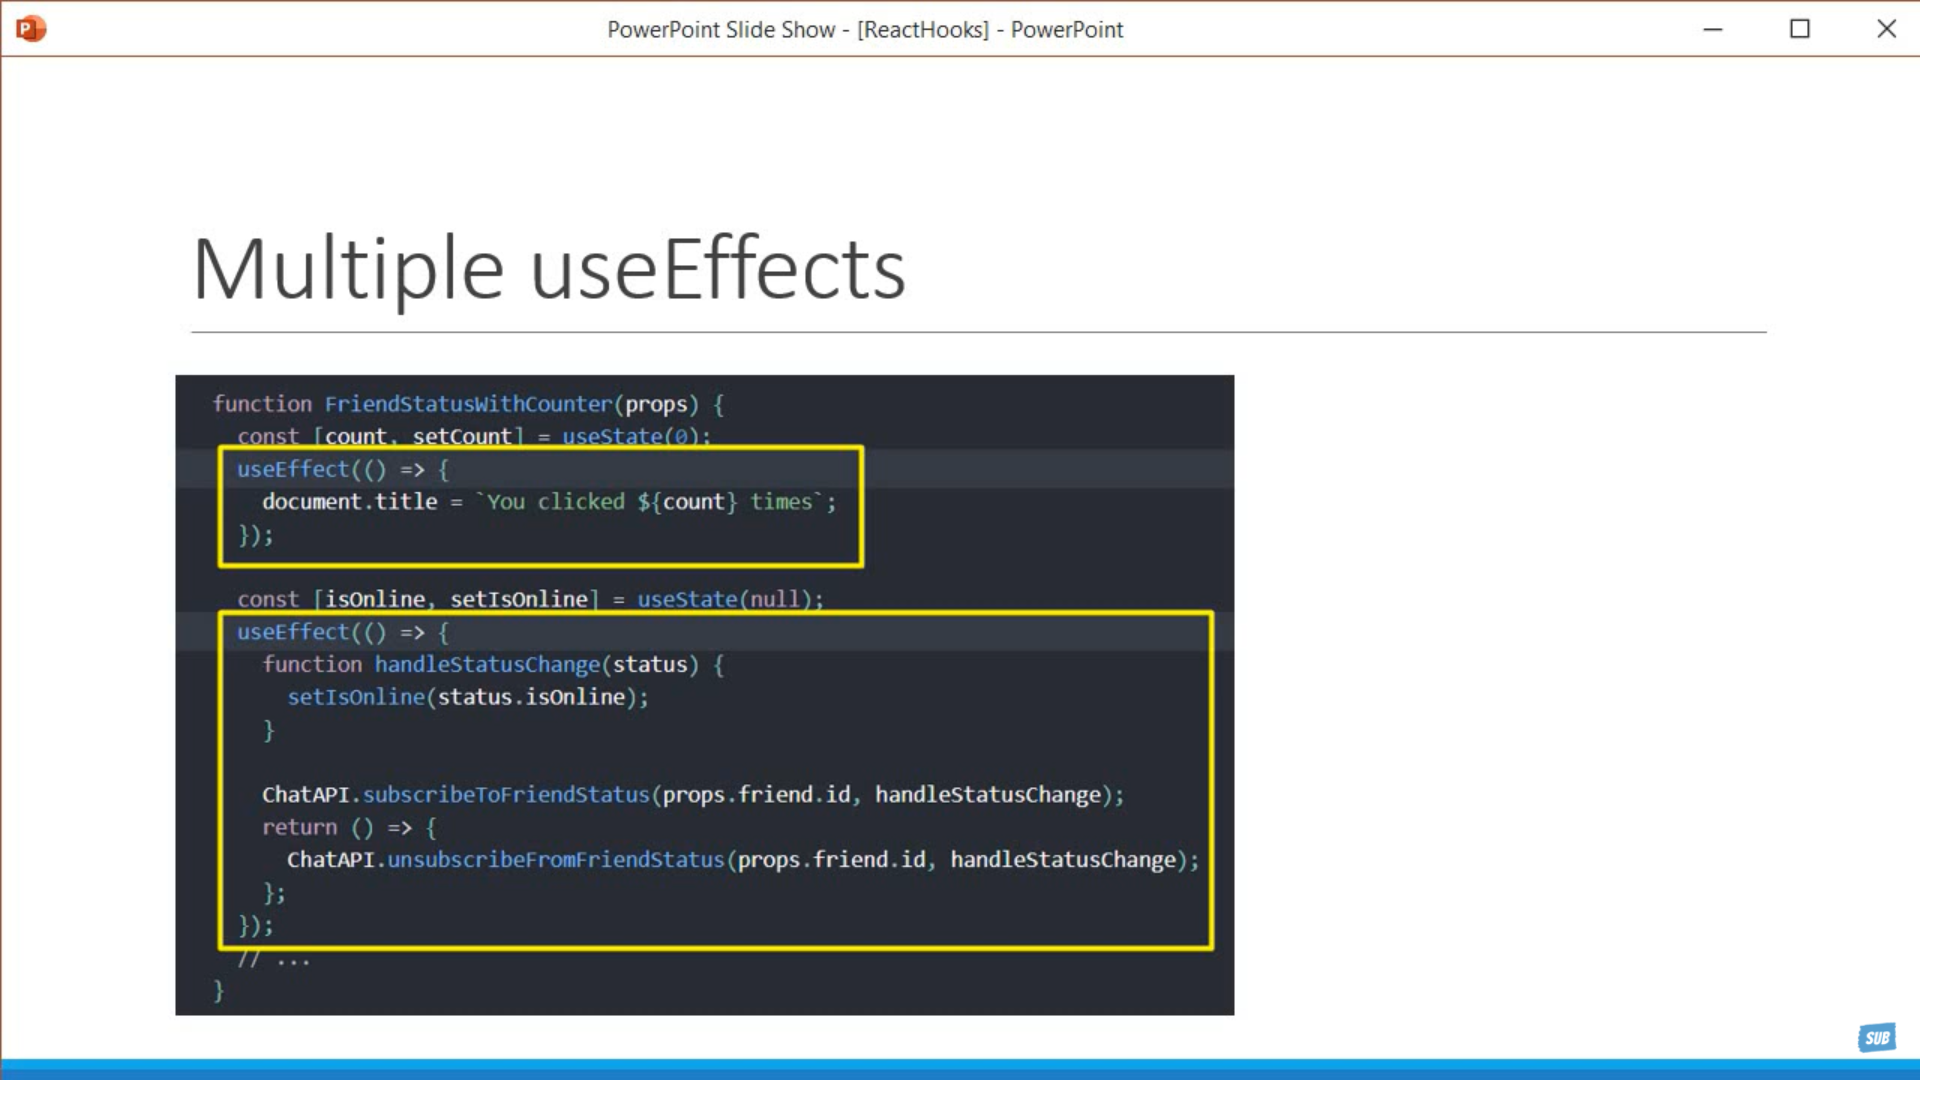 PowerPoint Slide Show - [ReactHooks] - PowerPoint
Multiple useEffects
function FriendStatusWithCounter(props) {
  const [count, setCount] = useState(0);
  useEffect(() => {
    document.title = `You clicked ${count} times`;
  });
  const [isOnline, setIsOnline] = useState(null);
  useEffect(() => {
    function handleStatusChange(status) {
      setIsOnline(status.isOnline);
    }
    ChatAPI.subscribeToFriendStatus(props.friend.id, handleStatusChange);
    return () => {
      ChatAPI.unsubscribeFromFriendStatus(props.friend.id, handleStatusChange);
    };
  });
  // ...
}
SUB